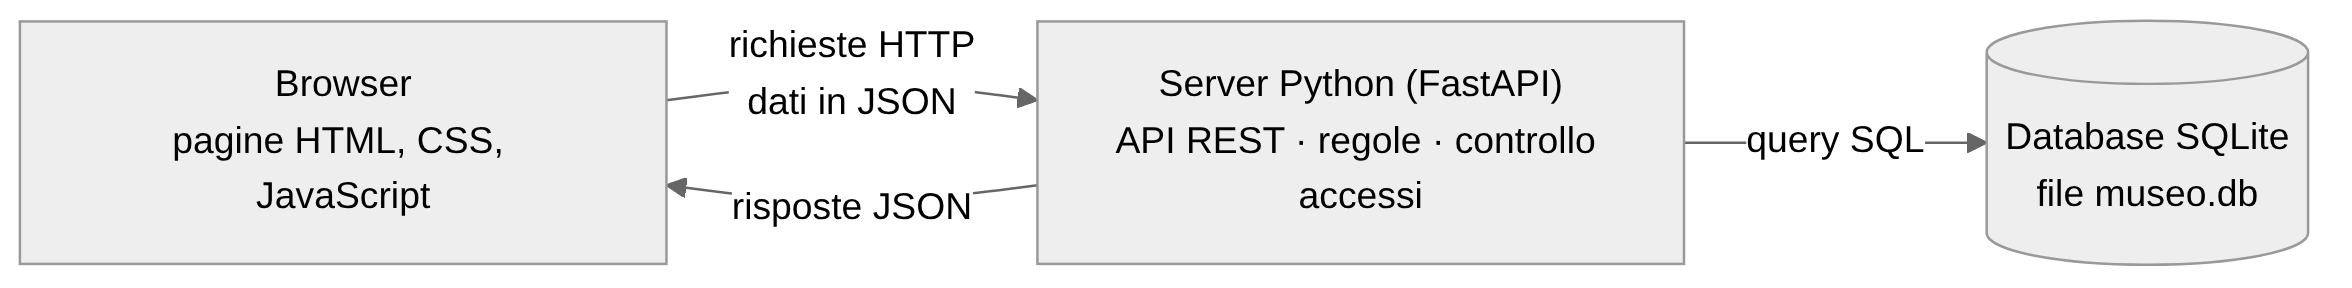 Browser
pagine HTML, CSS,
JavaScript
richieste HTTP
dati in JSON
risposte JSON
Server Python (FastAPI)
API REST · regole · controllo
accessi
query SQL
Database SQLite
file museo.db